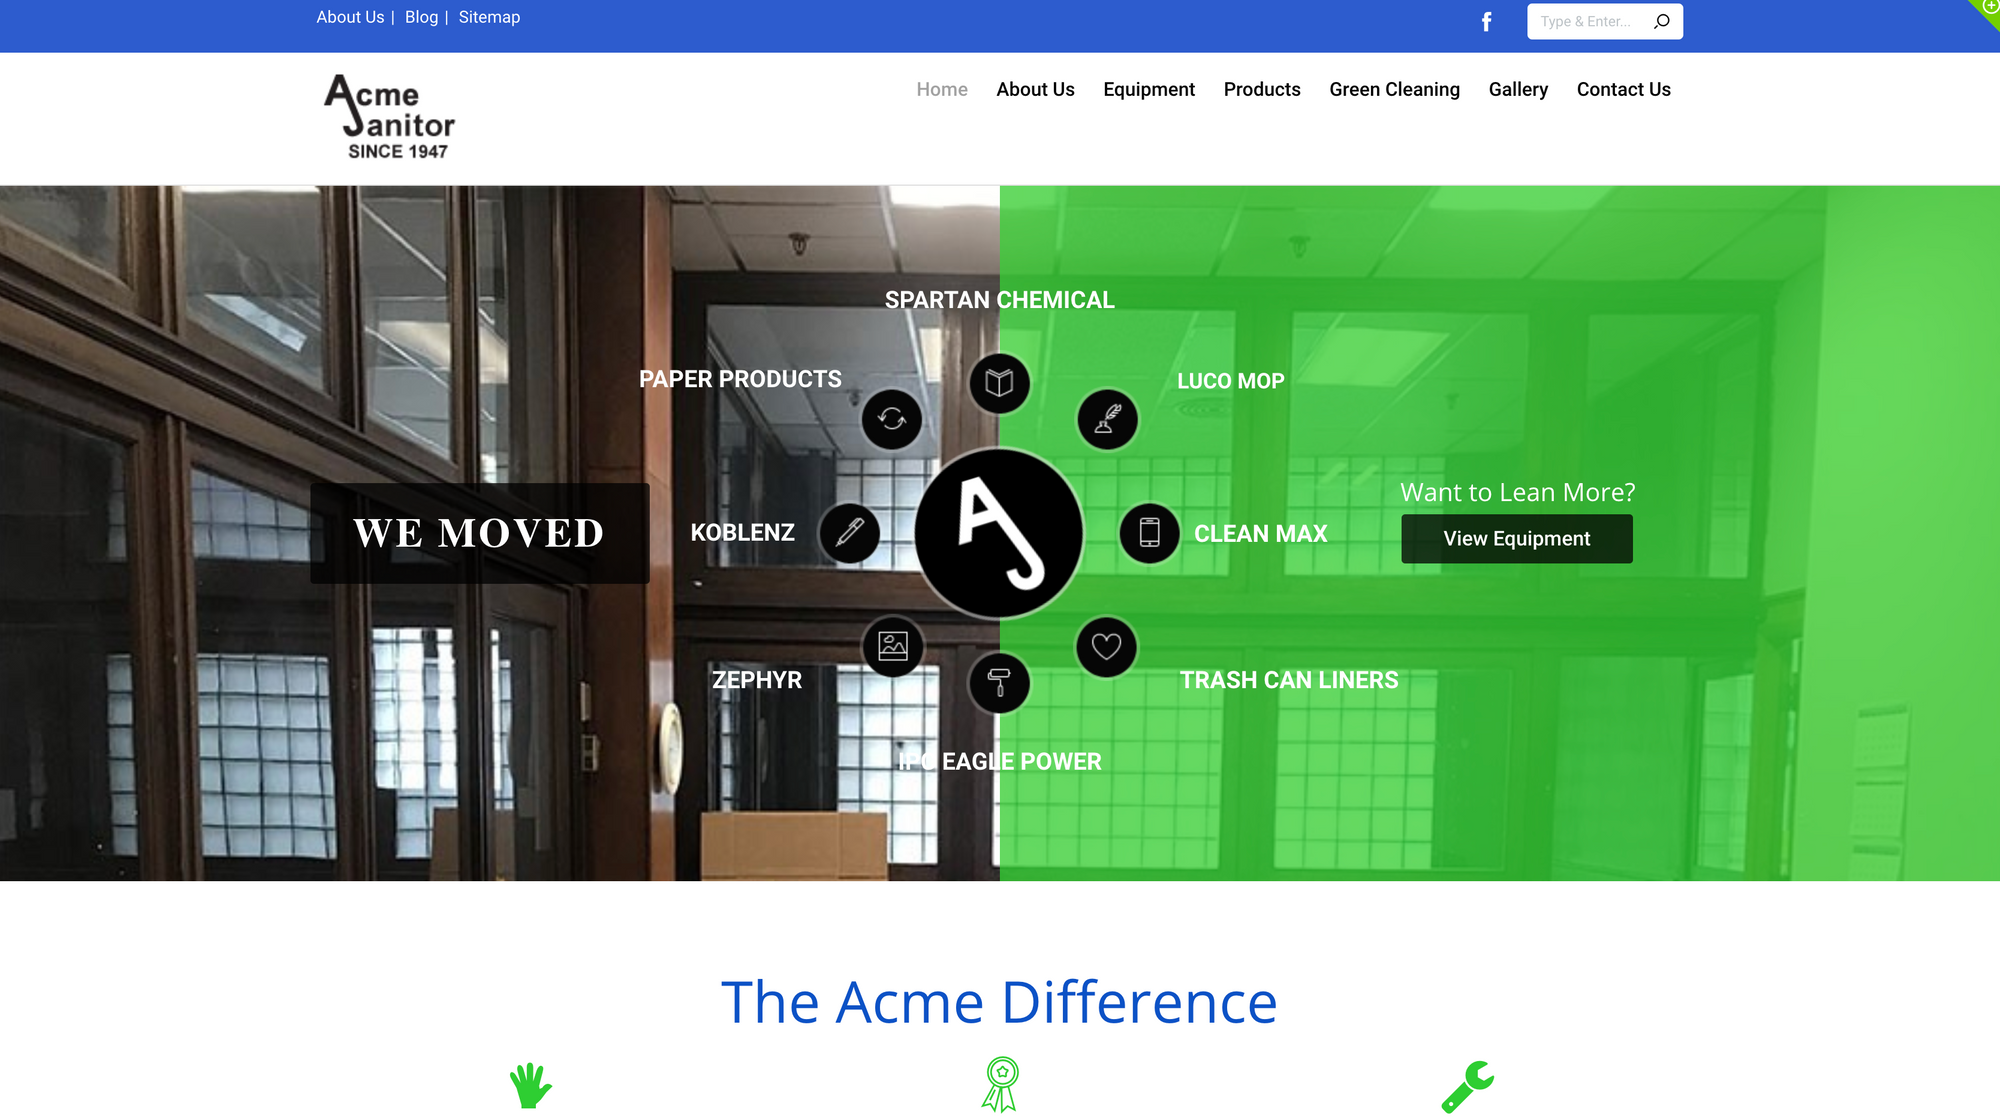 About Us | Blog | Sitemap
Type & Enter...
Acme
Janitor
SINCE 1947
Home About Us Equipment Products Green Cleaning Gallery Contact Us
SPARTAN CHEMICAL
PAPER PRODUCTS
LUCO MOP
WE MOVED
KOBLENZ
AJ
CLEAN MAX
Want to Lean More?
View Equipment
ZEPHYR
TRASH CAN LINERS
IPC EAGLE POWER
The Acme Difference